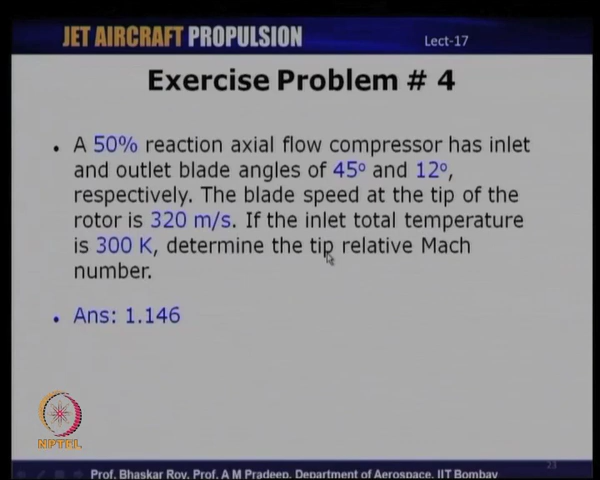 JET AIRCRAFT PROPULSION
Lect-17
Exercise Problem # 4
• A 50% reaction axial flow compressor has inlet
and outlet blade angles of 45° and 12°,
respectively. The blade speed at the tip of the
rotor is 320 m/s. If the inlet total temperature
is 300 K, determine the tip relative Mach
number.
• Ans: 1.146
NPTEL
23
Prof. Bhaskar Roy, Prof. A M Pradeep, Department of Aerospace, IIT Bombay